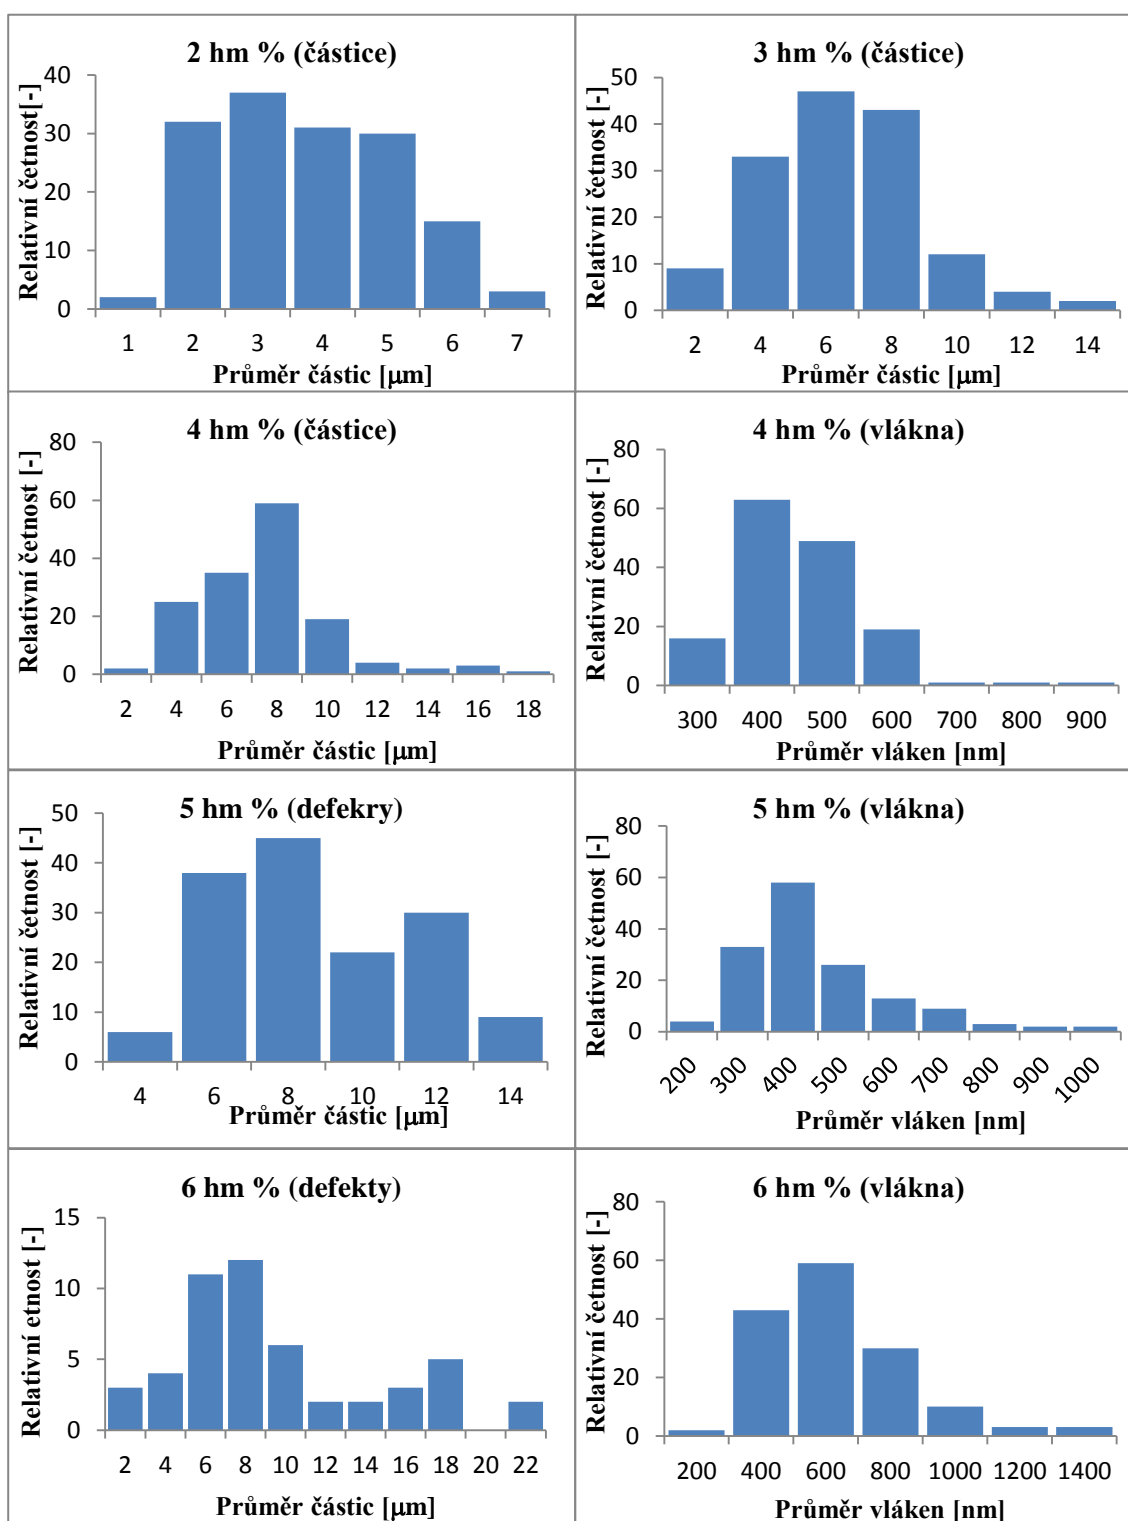 2 hm % (částice)
Relativní četnost[-]
40
30
20
10
0
1 2 3 4 5 6 7
Průměr částic [μm]
3 hm % (částice)
Relativní četnost [-]
50
40
30
20
10
0
2 4 6 8 10 12 14
Průměr částic [μm]
4 hm % (částice)
Relativní četnost [-]
80
60
40
20
0
2 4 6 8 10 12 14 16 18
Průměr částic [μm]
4 hm % (vlákna)
Relativní četnost [-]
80
60
40
20
0
300 400 500 600 700 800 900
Průměr vláken [nm]
5 hm % (defekry)
Relativní četnost [-]
50
40
30
20
10
0
4 6 8 10 12 14
Průměr částic [μm]
5 hm % (vlákna)
Relativní četnost [-]
80
60
40
20
0
200 300 400 500 600 700 800 900 1000
Průměr vláken [nm]
6 hm % (defekty)
Relativní etnost [-]
15
10
5
0
2 4 6 8 10 12 14 16 18 20 22
Průměr částic [μm]
6 hm % (vlákna)
Relativní četnost [-]
80
60
40
20
0
200 400 600 800 1000 1200 1400
Průměr vláken [nm]